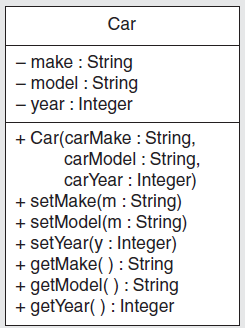 Car
– make : String
– model : String
– year : Integer
+ Car(carMake : String,
carModel : String,
carYear : Integer)
+ setMake(m : String)
+ setModel(m : String)
+ setYear(y : Integer)
+ getMake( ) : String
+ getModel( ) : String
+ getYear( ) : Integer